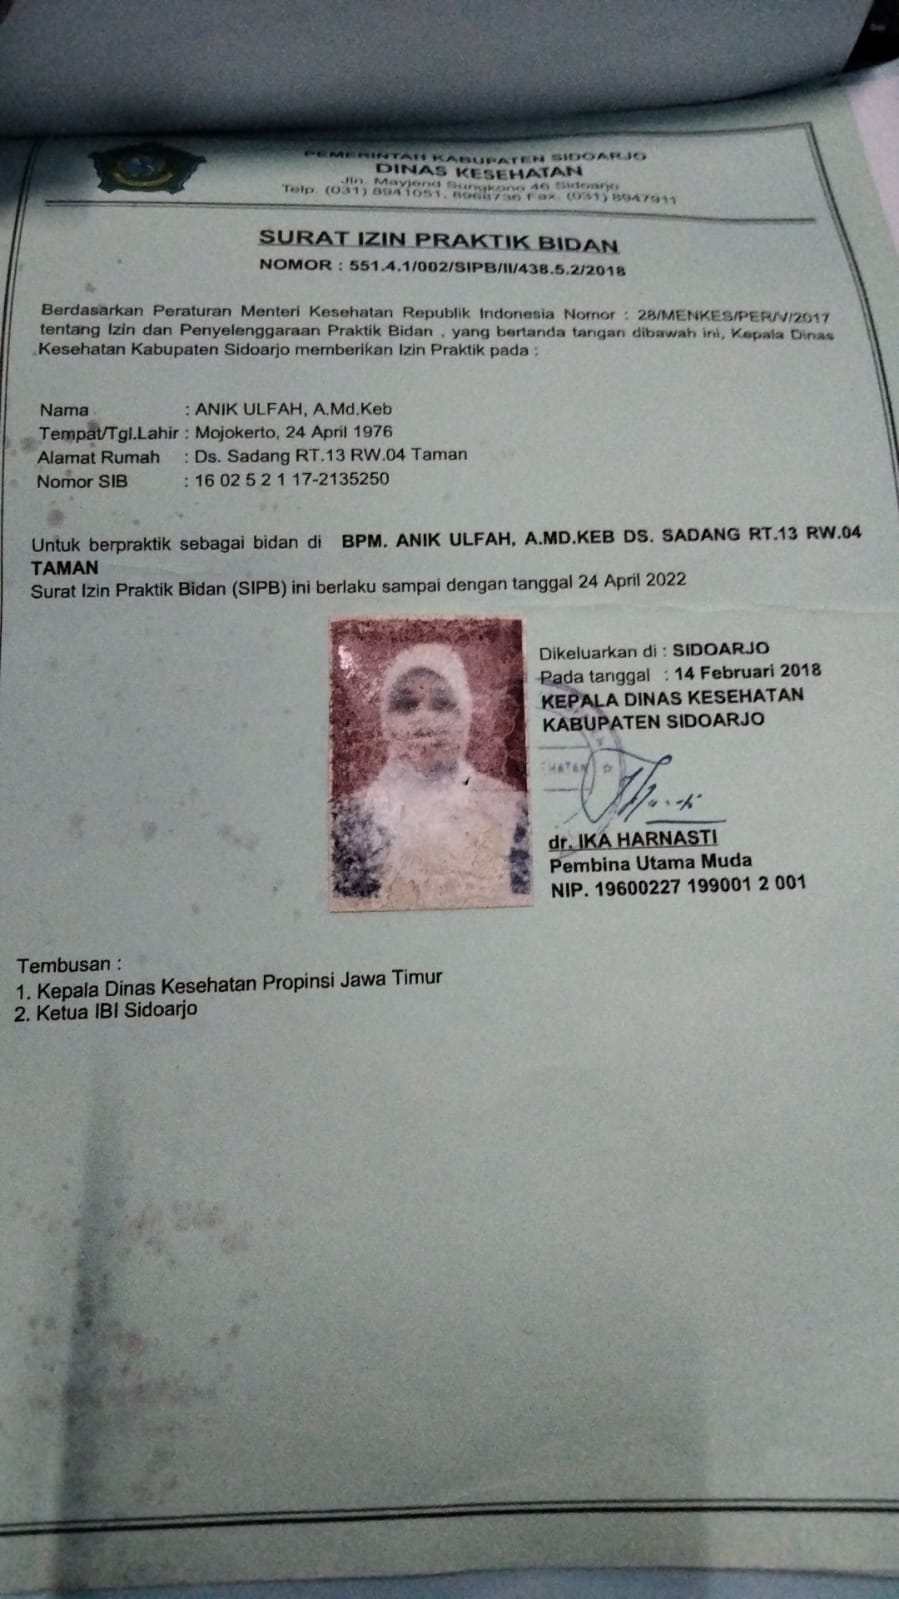 PEMERINTAH KABUPATEN SIDOARJO
DINAS KESEHATAN
Jln. Mayjend Sungkono 46 Sidoarjo
Telp. (031) 8941051, 8968736 Fax. (031) 8947911
SURAT IZIN PRAKTIK BIDAN
NOMOR : 551.4.1/002/SIPB/II/438.5.2/2018
Berdasarkan Peraturan Menteri Kesehatan Republik Indonesia Nomor : 28/MENKES/PER/V/2017
tentang Izin dan Penyelenggaraan Praktik Bidan , yang bertanda tangan dibawah ini, Kepala Dinas
Kesehatan Kabupaten Sidoarjo memberikan Izin Praktik pada :
Nama : ANIK ULFAH, A.Md.Keb
Tempat/Tgl.Lahir : Mojokerto, 24 April 1976
Alamat Rumah : Ds. Sadang RT.13 RW.04 Taman
Nomor SIB : 16 02 5 2 1 17-2135250
Untuk berpraktik sebagai bidan di BPM. ANIK ULFAH, A.MD.KEB DS. SADANG RT.13 RW.04
TAMAN
Surat Izin Praktik Bidan (SIPB) ini berlaku sampai dengan tanggal 24 April 2022
Dikeluarkan di : SIDOARJO
Pada tanggal : 14 Februari 2018
KEPALA DINAS KESEHATAN
KABUPATEN SIDOARJO
dr. IKA HARNASTI
Pembina Utama Muda
NIP. 19600227 199001 2 001
Tembusan :
1. Kepala Dinas Kesehatan Propinsi Jawa Timur
2. Ketua IBI Sidoarjo